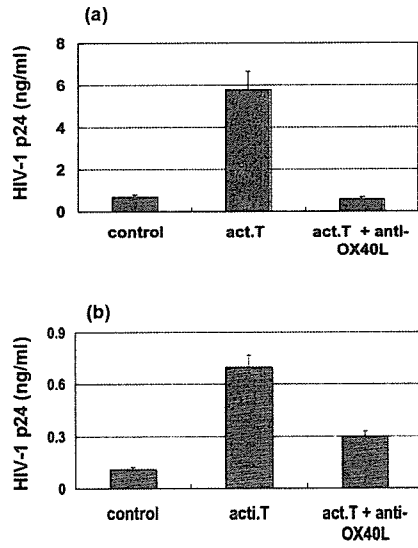 (a)
HIV-1 p24 (ng/ml)
8
6
4
2
0
control
act.T
act.T + anti-
OX40L
(b)
HIV-1 p24 (ng/ml)
0.9
0.6
0.3
0
control
acti.T
act.T + anti-
OX40L